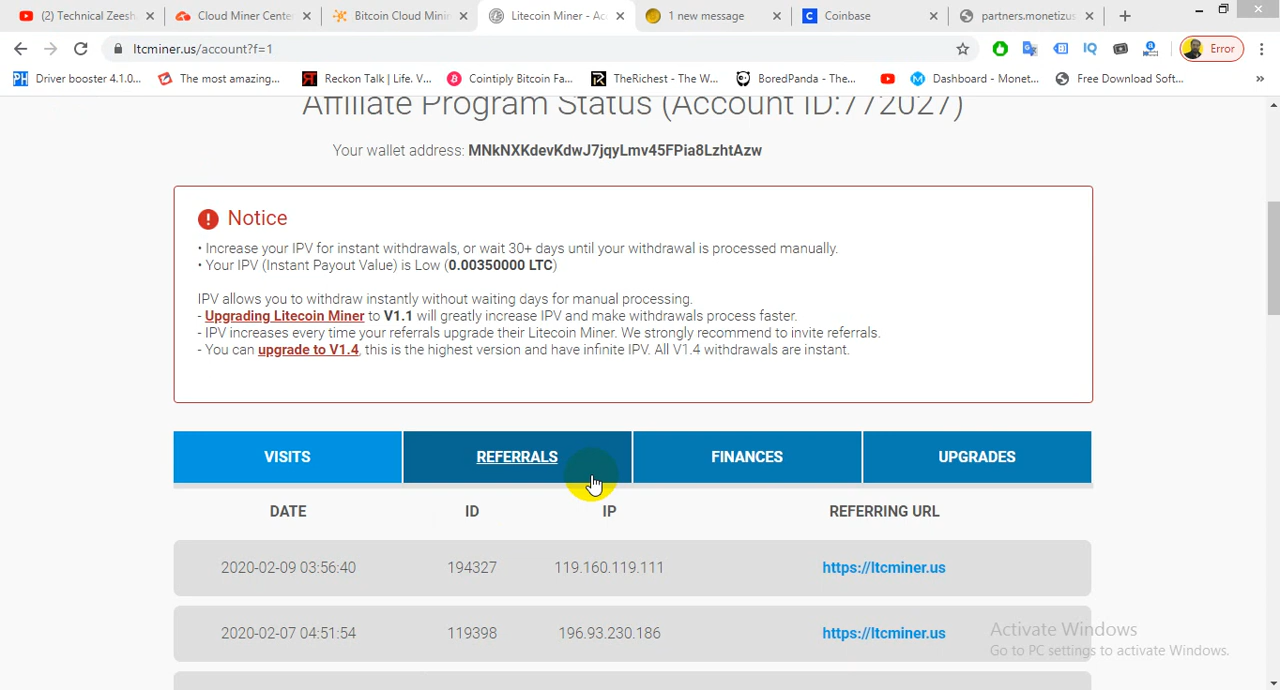 (2) Technical Zeesh
Cloud Miner Cente
Bitcoin Cloud Minin
Litecoin Miner - Acc
1 new message
Coinbase
partners.monetizus
ltcminer.us/account?f=1
IQ
Error
Driver booster 4.1.0...
The most amazing...
Reckon Talk | Life. V...
Cointiply Bitcoin Fa...
TheRichest - The W...
BoredPanda - The...
Dashboard - Monet...
Free Download Soft...
»
Affiliate Program Status (Account ID:772027)
Your wallet address: MNkNXKdevKdwJ7jqyLmv45FPia8LzhtAzw
Notice
• Increase your IPV for instant withdrawals, or wait 30+ days until your withdrawal is processed manually.
• Your IPV (Instant Payout Value) is Low (0.00350000 LTC)
IPV allows you to withdraw instantly without waiting days for manual processing.
- Upgrading Litecoin Miner to V1.1 will greatly increase IPV and make withdrawals process faster.
- IPV increases every time your referrals upgrade their Litecoin Miner. We strongly recommend to invite referrals.
- You can upgrade to V1.4, this is the highest version and have infinite IPV. All V1.4 withdrawals are instant.
VISITS REFERRALS FINANCES UPGRADES
DATE ID IP REFERRING URL
2020-02-09 03:56:40 194327 119.160.119.111 https://ltcminer.us
2020-02-07 04:51:54 119398 196.93.230.186 https://ltcminer.us
Activate Windows
Go to PC settings to activate Windows.